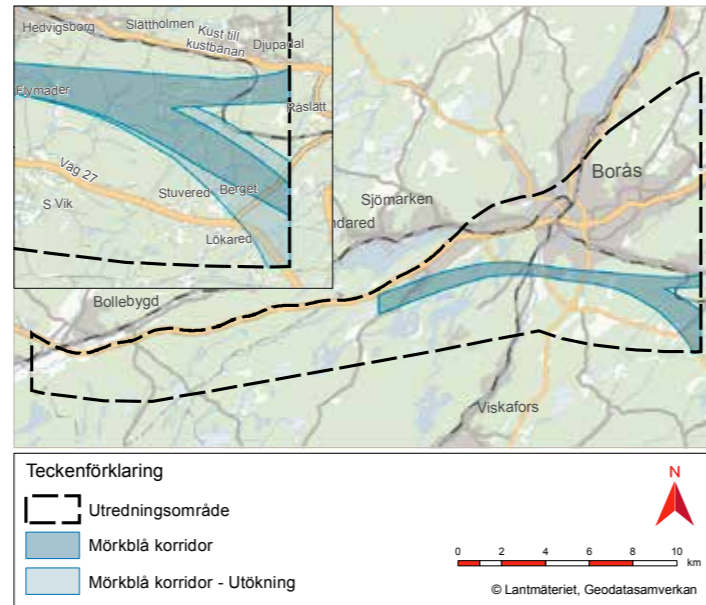 Hedvigsborg
Slättholmen
Kust till
kustbanan
Djupadal
Flymader
Råslätt
Väg 27
Stuvered
Berget
S Vik
Lökared
Borås
Sjömarken
ndared
Bollebygd
Viskafors
Teckenförklaring
Utredningsområde
Mörkblå korridor
Mörkblå korridor - Utökning
N
0 2 4 6 8 10
km
© Lantmäteriet, Geodatasamverkan